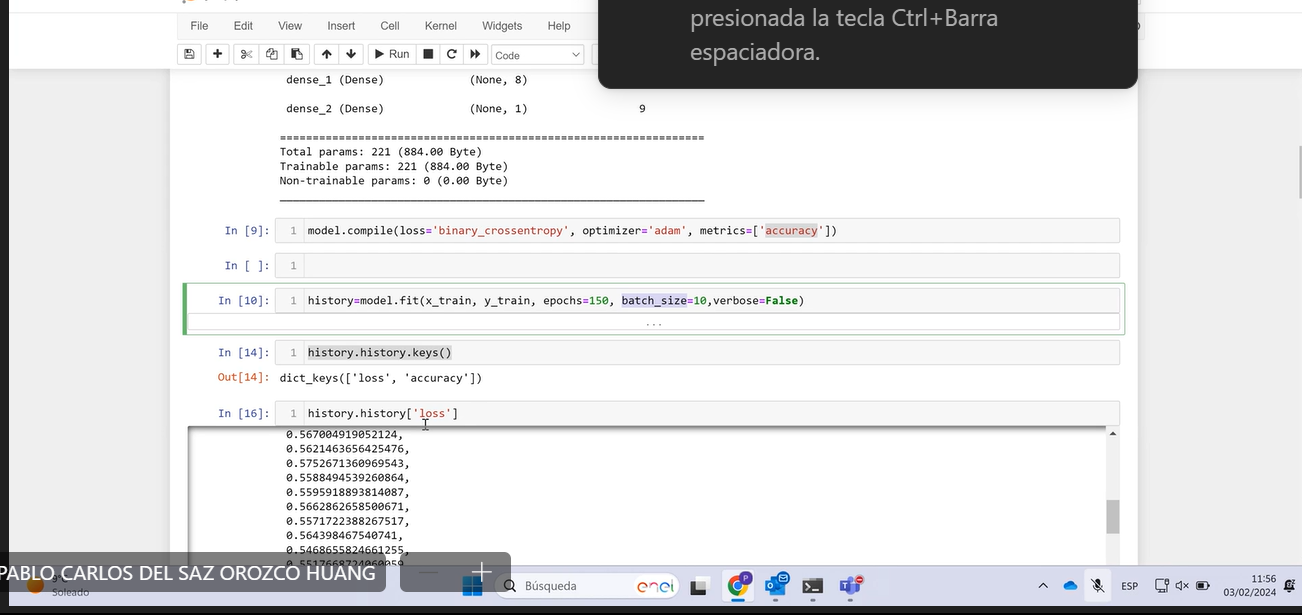 presionada la tecla Ctrl+Barra
espaciadora.
File Edit View Insert Cell Kernel Widgets Help
Run Code
dense_1 (Dense) (None, 8)
dense_2 (Dense) (None, 1) 9
=================================================================
Total params: 221 (884.00 Byte)
Trainable params: 221 (884.00 Byte)
Non-trainable params: 0 (0.00 Byte)
In [9]: 1 model.compile(loss='binary_crossentropy', optimizer='adam', metrics=['accuracy'])
In [ ]: 1
In [10]: 1 history=model.fit(x_train, y_train, epochs=150, batch_size=10,verbose=False)
...
In [14]: 1 history.history.keys()
Out[14]: dict_keys(['loss', 'accuracy'])
In [16]: 1 history.history['loss']
0.567004919052124,
0.5621463656425476,
0.5752671360969543,
0.5588494539260864,
0.5595918893814087,
0.5662862658500671,
0.5571722388267517,
0.564398467540741,
0.5468655824661255,
PABLO CARLOS DEL SAZ OROZCO HUANG
Soleado
Búsqueda
enel
ESP
11:56
03/02/2024